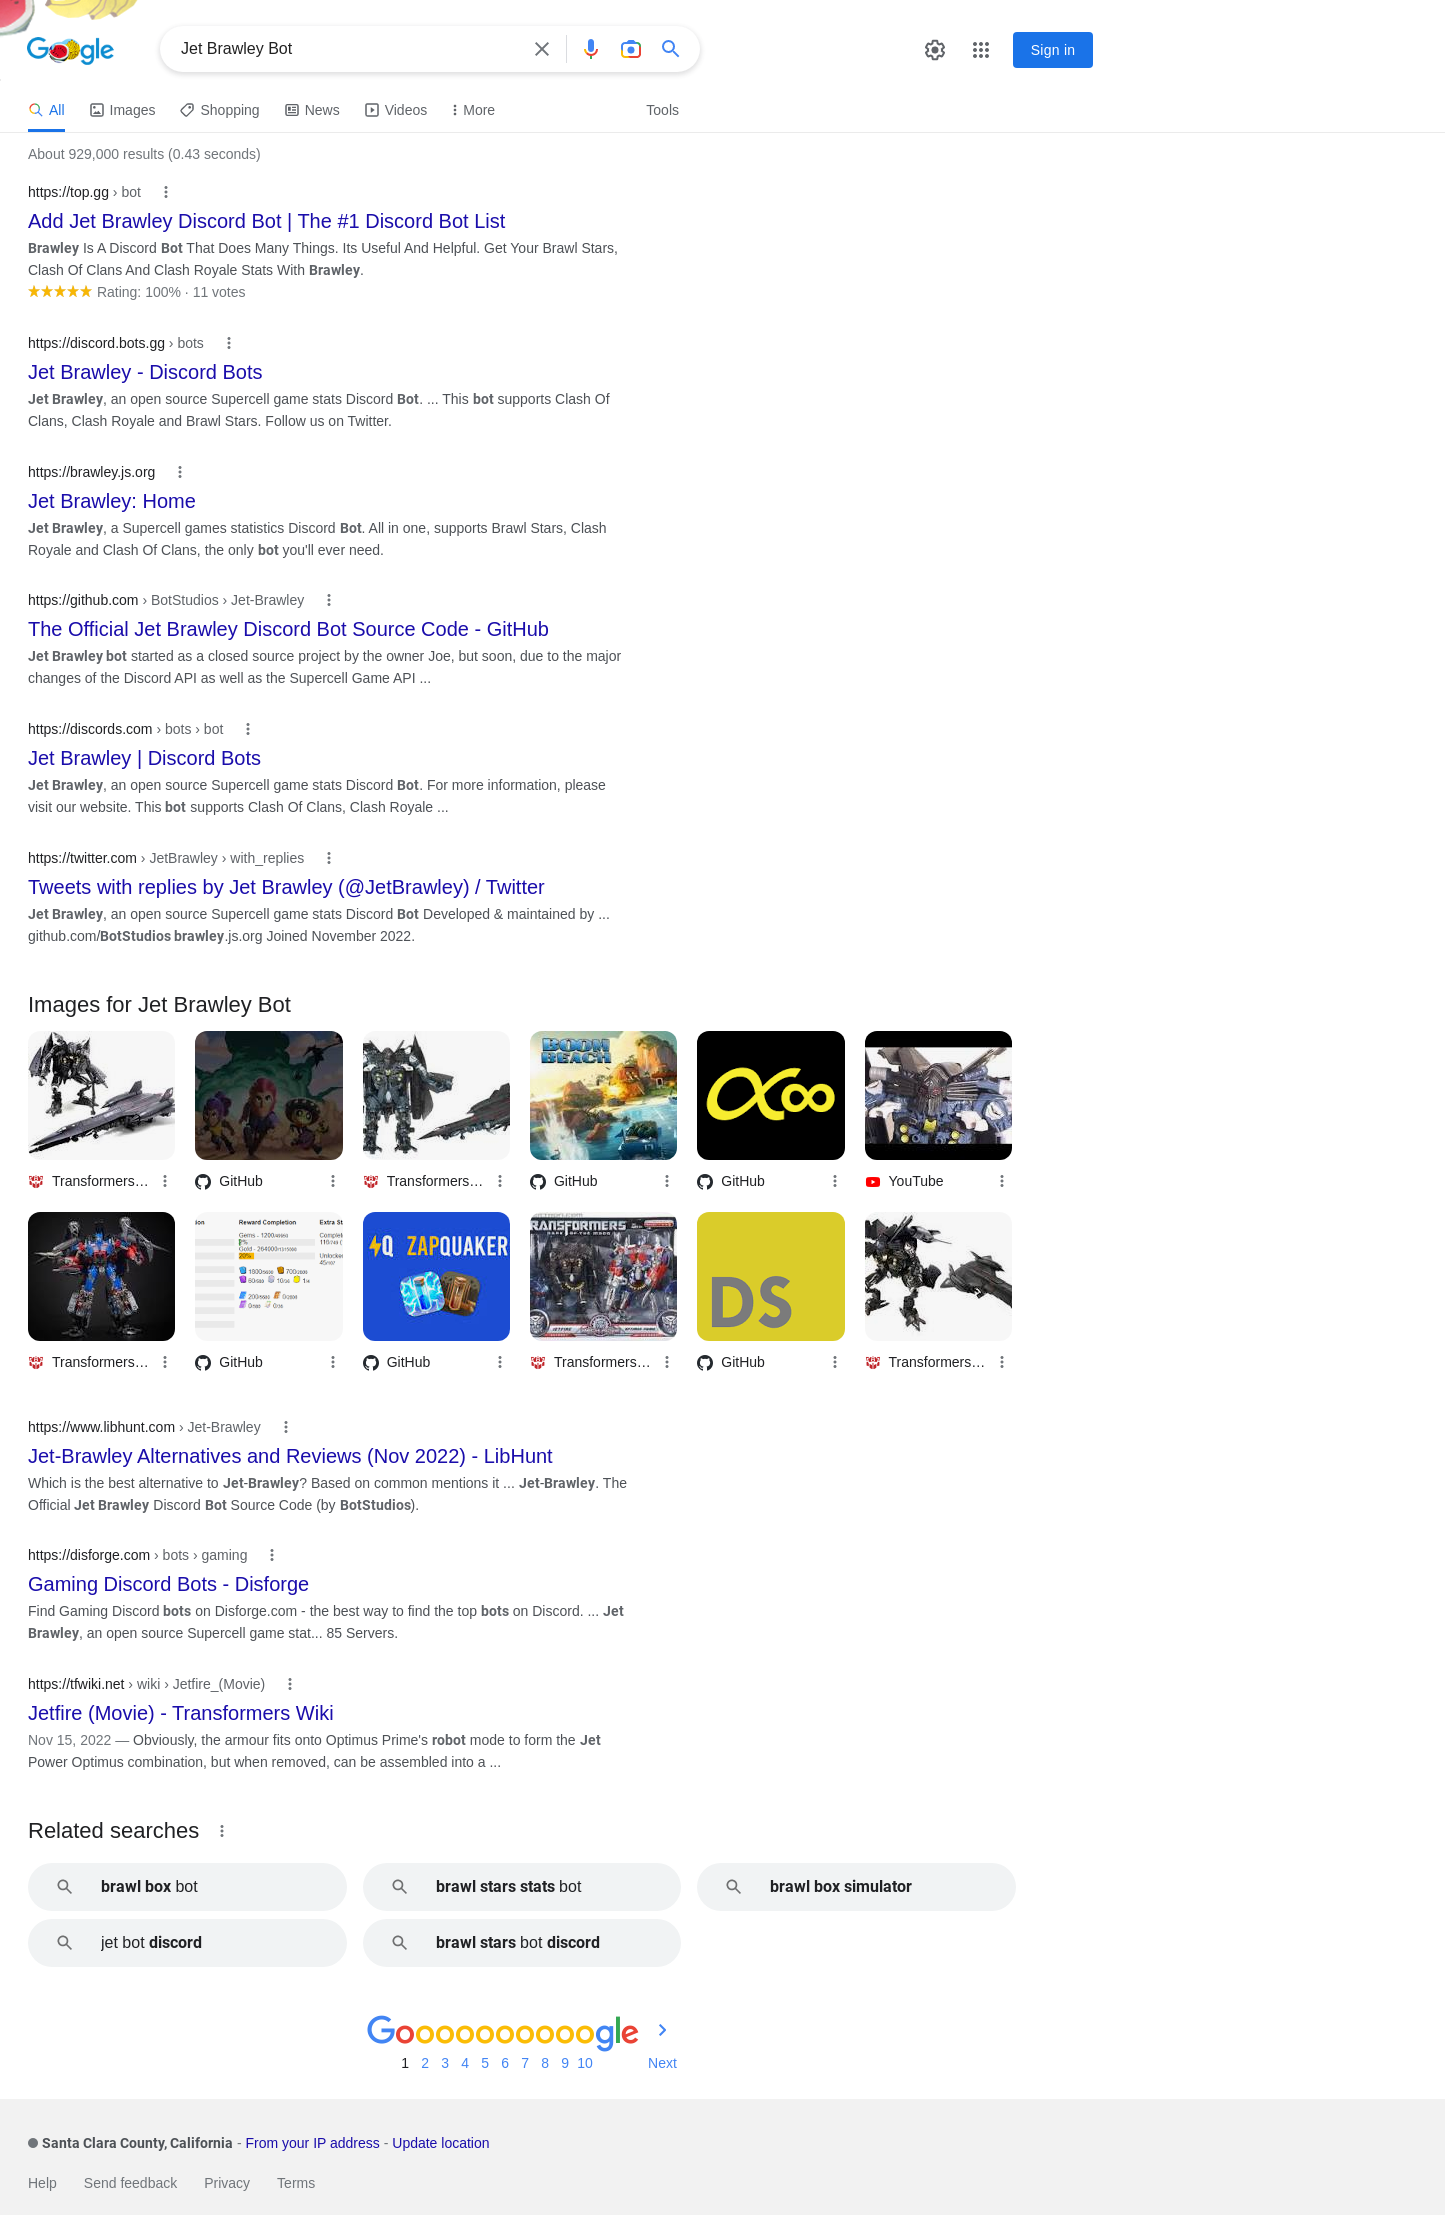 Google
Jet Brawley Bot
Sign in
All
Images
Shopping
News
Videos
More
Tools
About 929,000 results (0.43 seconds)
https://top.gg › bot
Add Jet Brawley Discord Bot | The #1 Discord Bot List
Brawley Is A Discord Bot That Does Many Things. Its Useful And Helpful. Get Your Brawl Stars,
Clash Of Clans And Clash Royale Stats With Brawley.
Rating: 100% · 11 votes
https://discord.bots.gg › bots
Jet Brawley - Discord Bots
Jet Brawley, an open source Supercell game stats Discord Bot. ... This bot supports Clash Of
Clans, Clash Royale and Brawl Stars. Follow us on Twitter.
https://brawley.js.org
Jet Brawley: Home
Jet Brawley, a Supercell games statistics Discord Bot. All in one, supports Brawl Stars, Clash
Royale and Clash Of Clans, the only bot you'll ever need.
https://github.com › BotStudios › Jet-Brawley
The Official Jet Brawley Discord Bot Source Code - GitHub
Jet Brawley bot started as a closed source project by the owner Joe, but soon, due to the major
changes of the Discord API as well as the Supercell Game API ...
https://discords.com › bots › bot
Jet Brawley | Discord Bots
Jet Brawley, an open source Supercell game stats Discord Bot. For more information, please
visit our website. This bot supports Clash Of Clans, Clash Royale ...
https://twitter.com › JetBrawley › with_replies
Tweets with replies by Jet Brawley (@JetBrawley) / Twitter
Jet Brawley, an open source Supercell game stats Discord Bot Developed & maintained by ...
github.com/BotStudios brawley.js.org Joined November 2022.
Images for Jet Brawley Bot
BOOM
BEACH
Transformers…
GitHub
Transformers…
GitHub
GitHub
YouTube
Reward Completion
ZQ ZAPQUAKER
TRANSFORMERS
DS
Transformers…
GitHub
GitHub
Transformers…
GitHub
Transformers…
https://www.libhunt.com › Jet-Brawley
Jet-Brawley Alternatives and Reviews (Nov 2022) - LibHunt
Which is the best alternative to Jet-Brawley? Based on common mentions it ... Jet-Brawley. The
Official Jet Brawley Discord Bot Source Code (by BotStudios).
https://disforge.com › bots › gaming
Gaming Discord Bots - Disforge
Find Gaming Discord bots on Disforge.com - the best way to find the top bots on Discord. ... Jet
Brawley, an open source Supercell game stat... 85 Servers.
https://tfwiki.net › wiki › Jetfire_(Movie)
Jetfire (Movie) - Transformers Wiki
Nov 15, 2022 — Obviously, the armour fits onto Optimus Prime's robot mode to form the Jet
Power Optimus combination, but when removed, can be assembled into a ...
Related searches
brawl box bot
brawl stars stats bot
brawl box simulator
jet bot discord
brawl stars bot discord
Goooooooooogle
1 2 3 4 5 6 7 8 9 10 Next
Santa Clara County, California - From your IP address - Update location
Help
Send feedback
Privacy
Terms